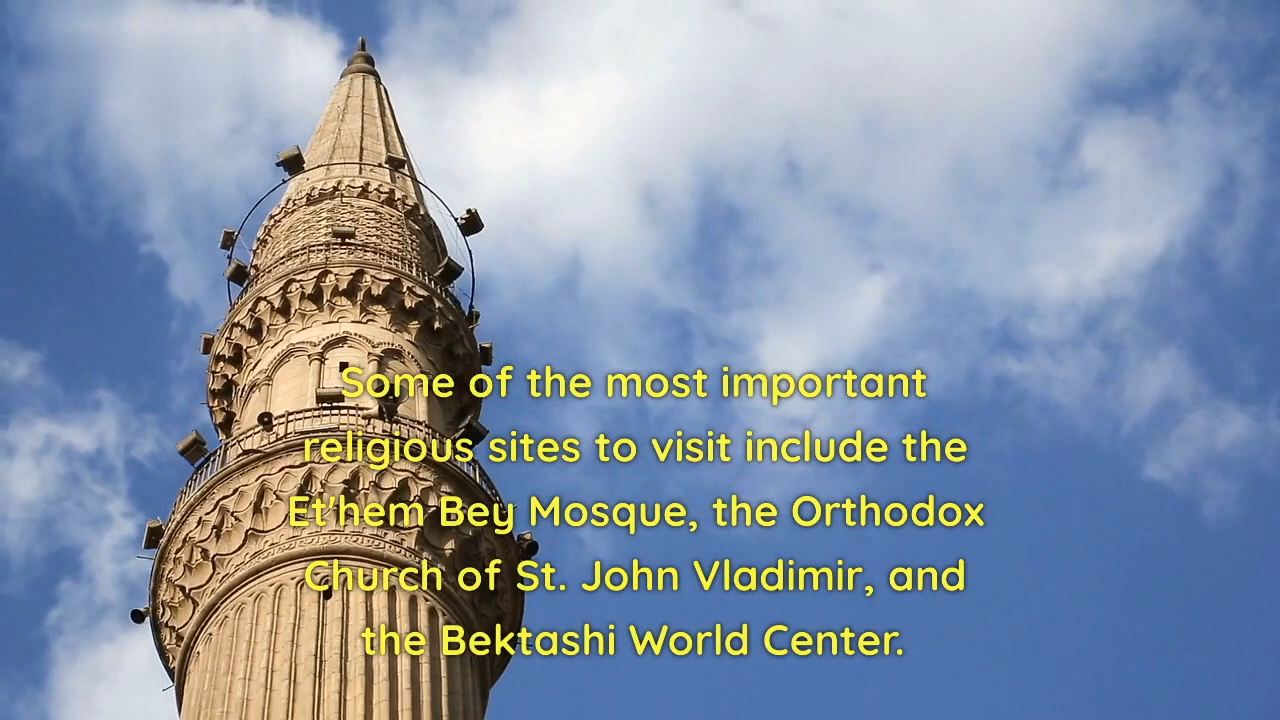 Some of the most important
religious sites to visit include the
Et'hem Bey Mosque, the Orthodox
Church of St. John Vladimir, and
the Bektashi World Center.